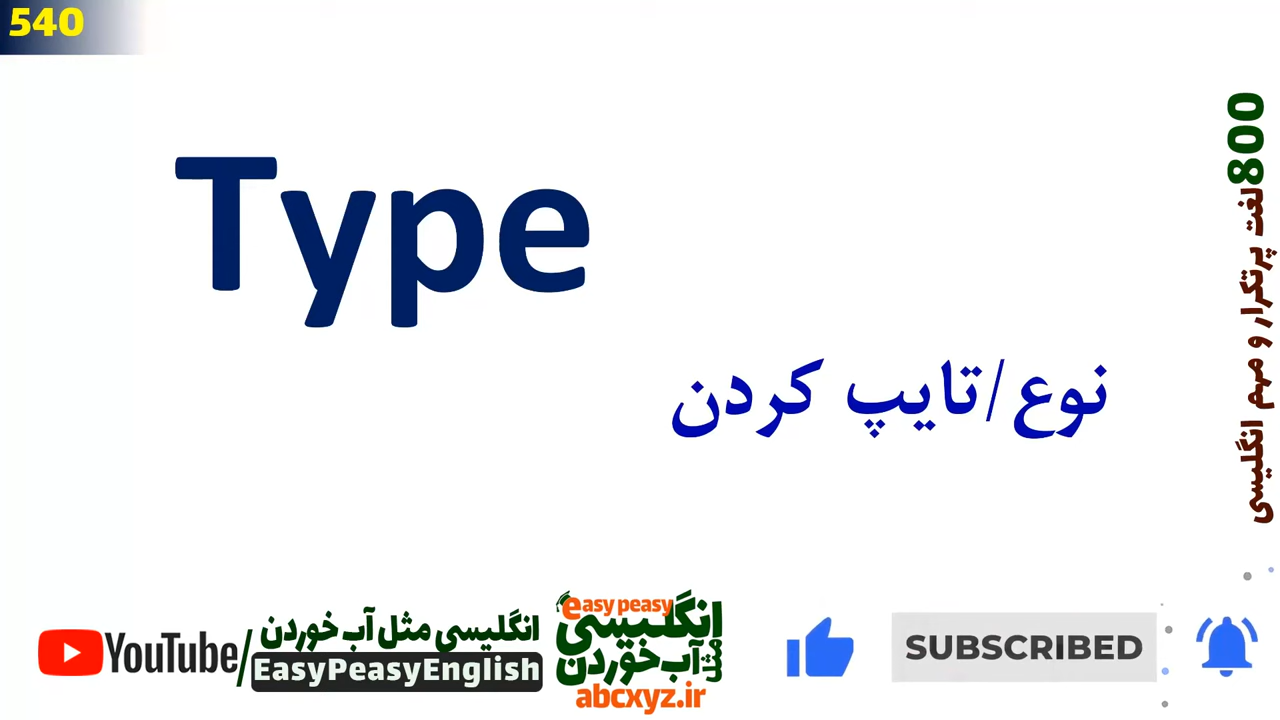 540
Type
نوع/تایپ کردن
800 لغت پرتکرار و مهم انگلیسی
YouTube/
انگلیسی مثل آب خوردن
EasyPeasyEnglish
easy peasy
انگلیسی
مثل
آب خوردن
abcxyz.ir
SUBSCRIBED